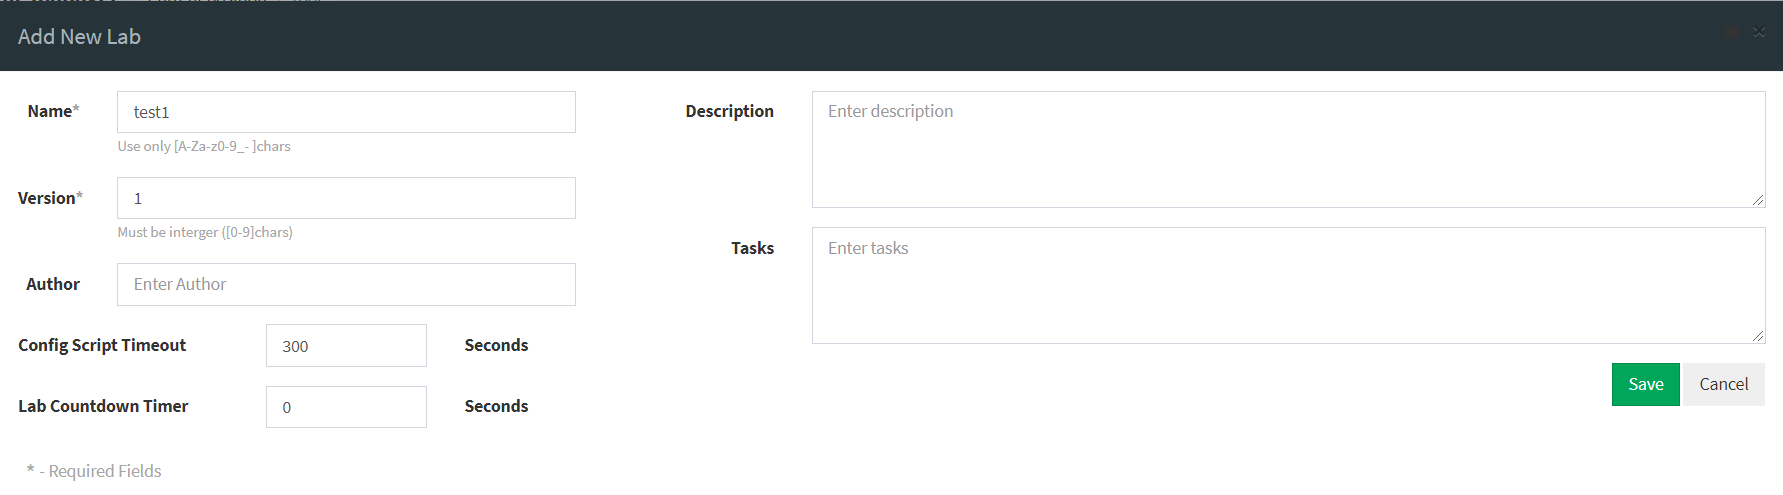 Add New Lab
×
Name*
test1
Use only [A-Za-z0-9_- ]chars
Version*
1
Must be interger ([0-9]chars)
Author
Enter Author
Config Script Timeout
300
Seconds
Lab Countdown Timer
0
Seconds
* - Required Fields
Description
Enter description
Tasks
Enter tasks
Save
Cancel